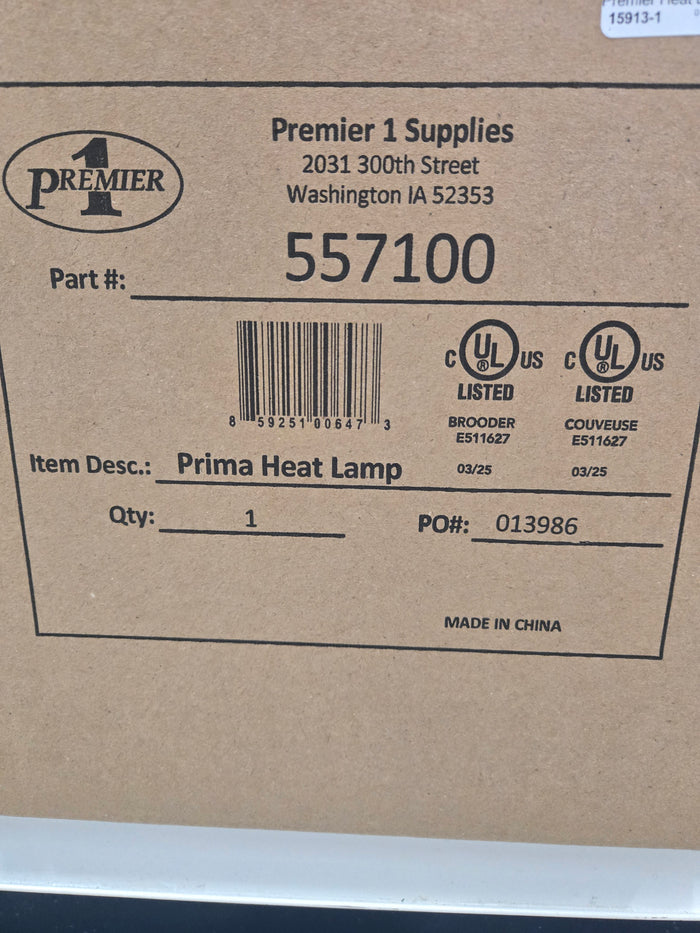 15913-1
Premier 1 Supplies
2031 300th Street
Washington IA 52353
1
PREMIER
Part #: 557100
8 59251 00647 3
C UL ® US
LISTED
BROODER
E511627
03/25
C UL ® US
LISTED
COUVEUSE
E511627
03/25
Item Desc.: Prima Heat Lamp
Qty: 1
PO#: 013986
MADE IN CHINA